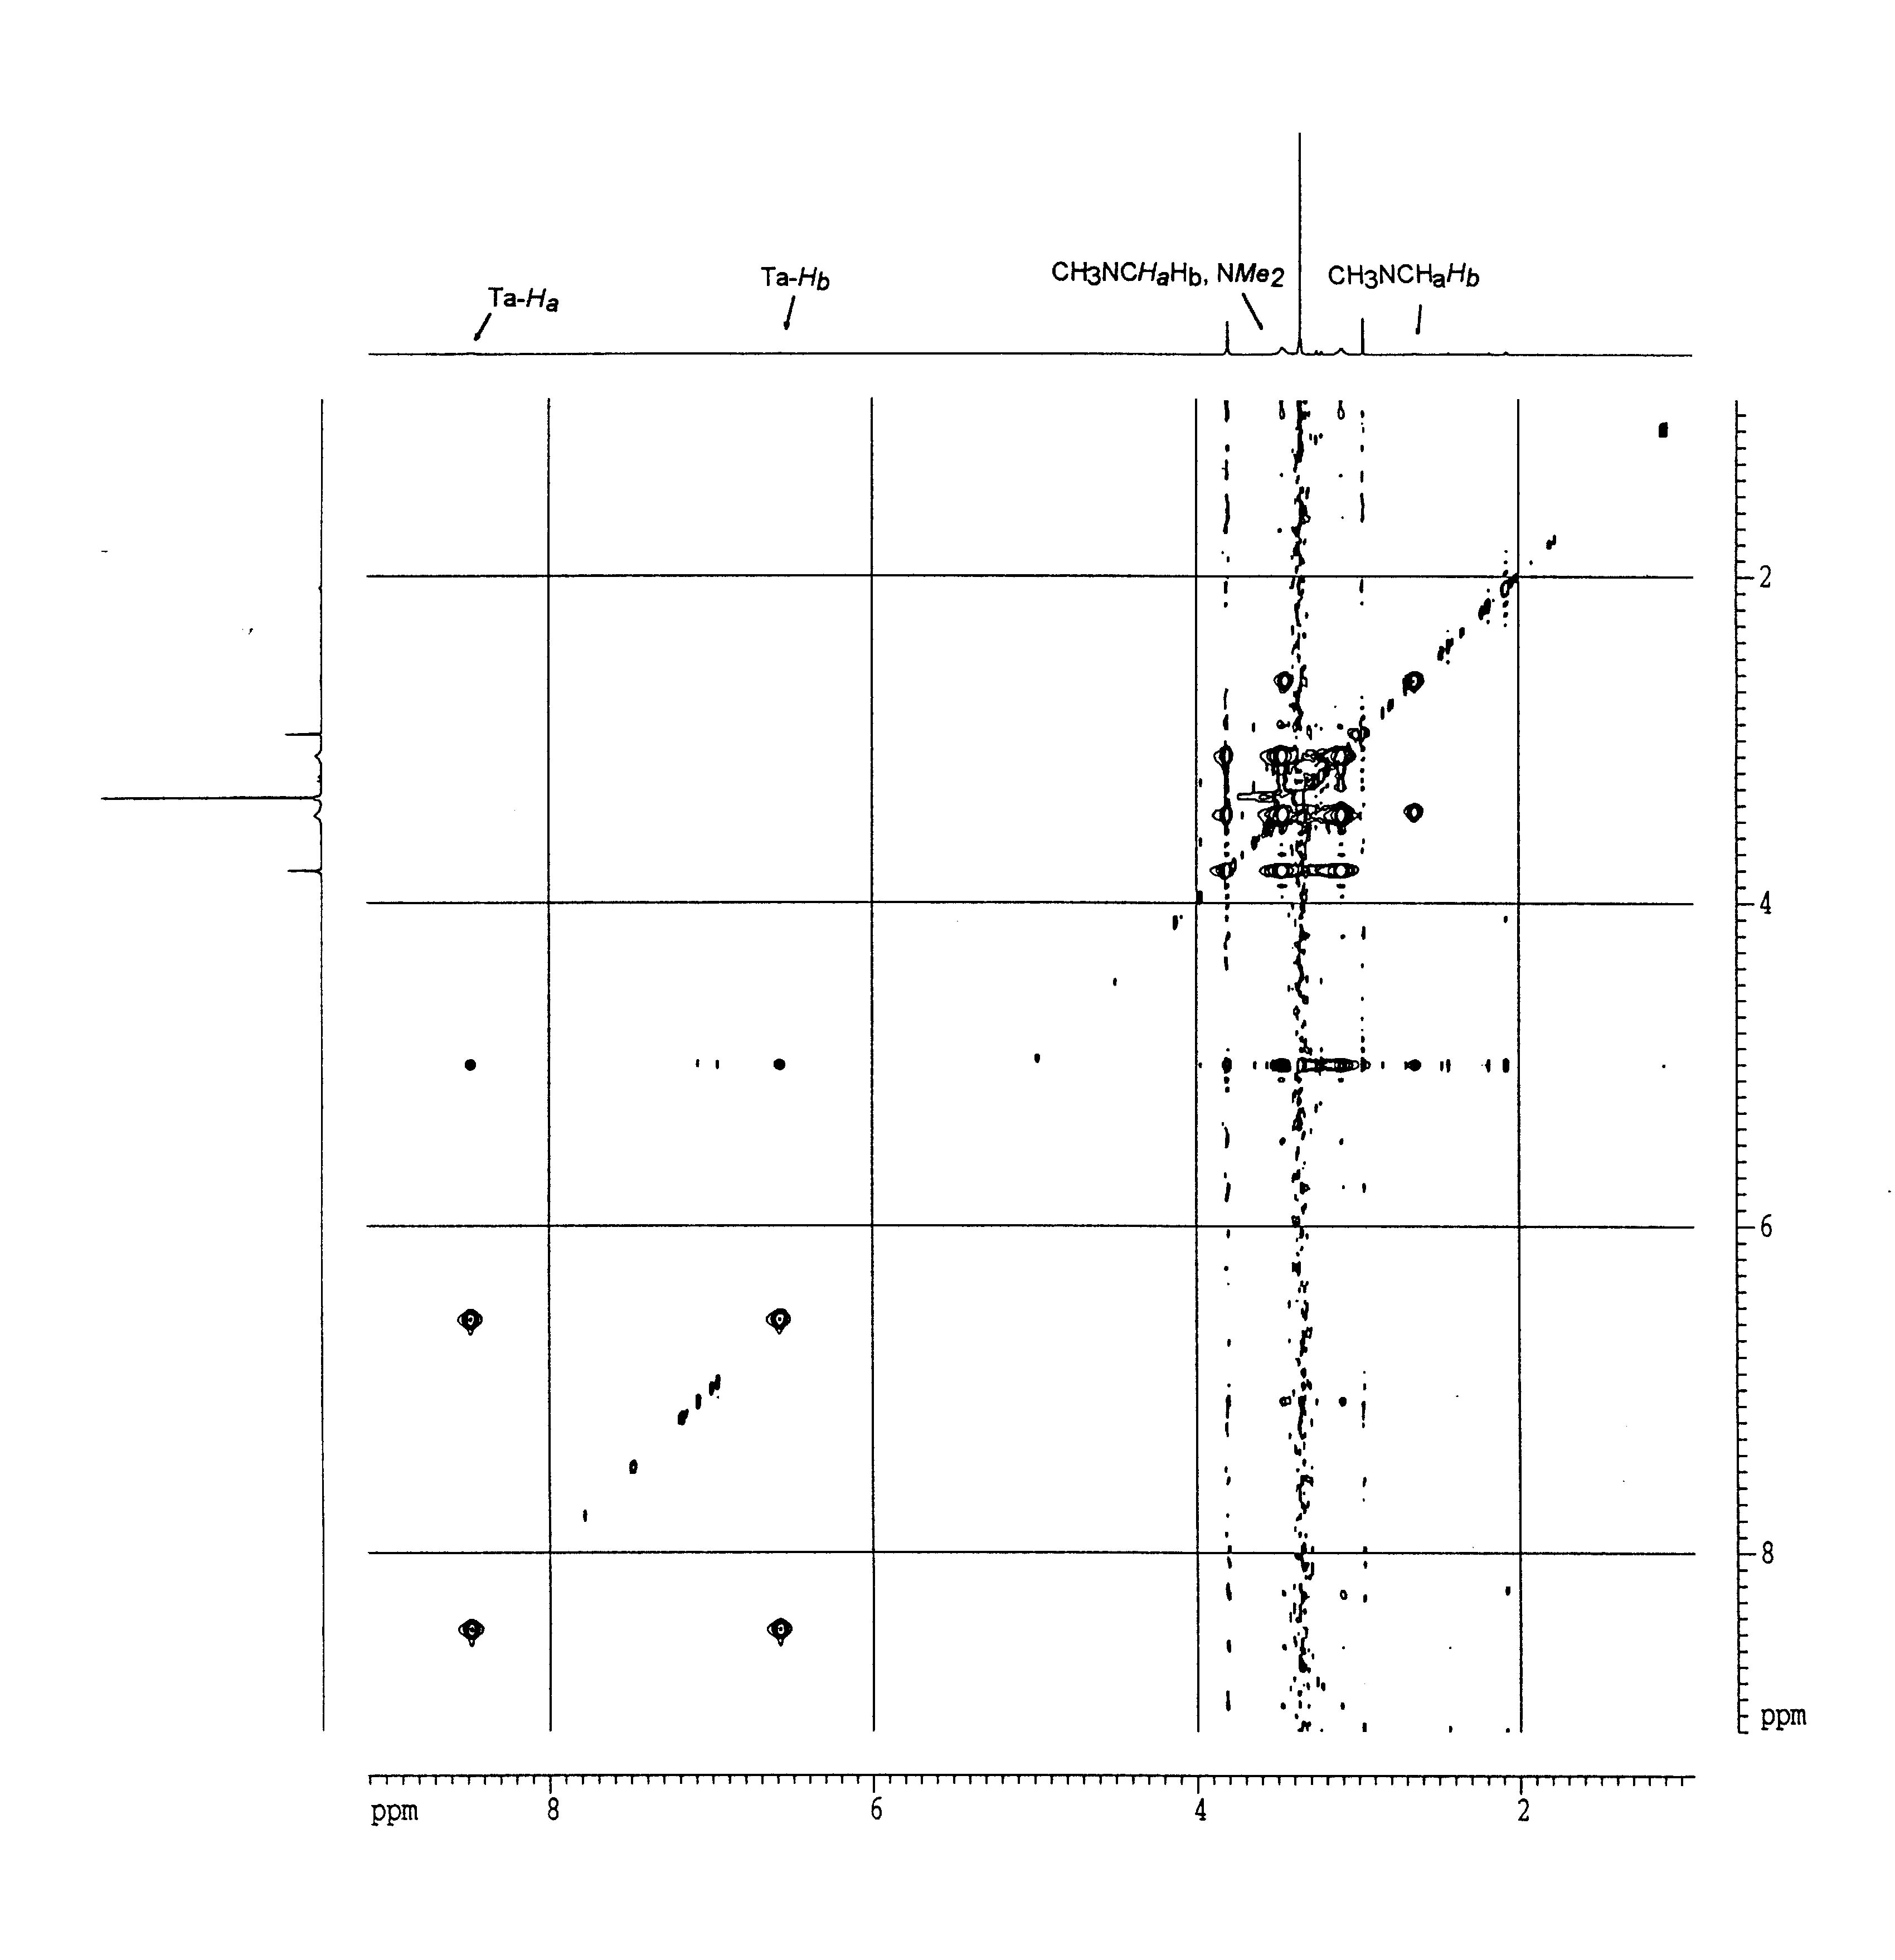 CH3NCHaHb, NMe2
CH3NCHaHb
Ta-Hb
Ta-Ha
2
4
6
8
ppm
ppm
8
6
4
2